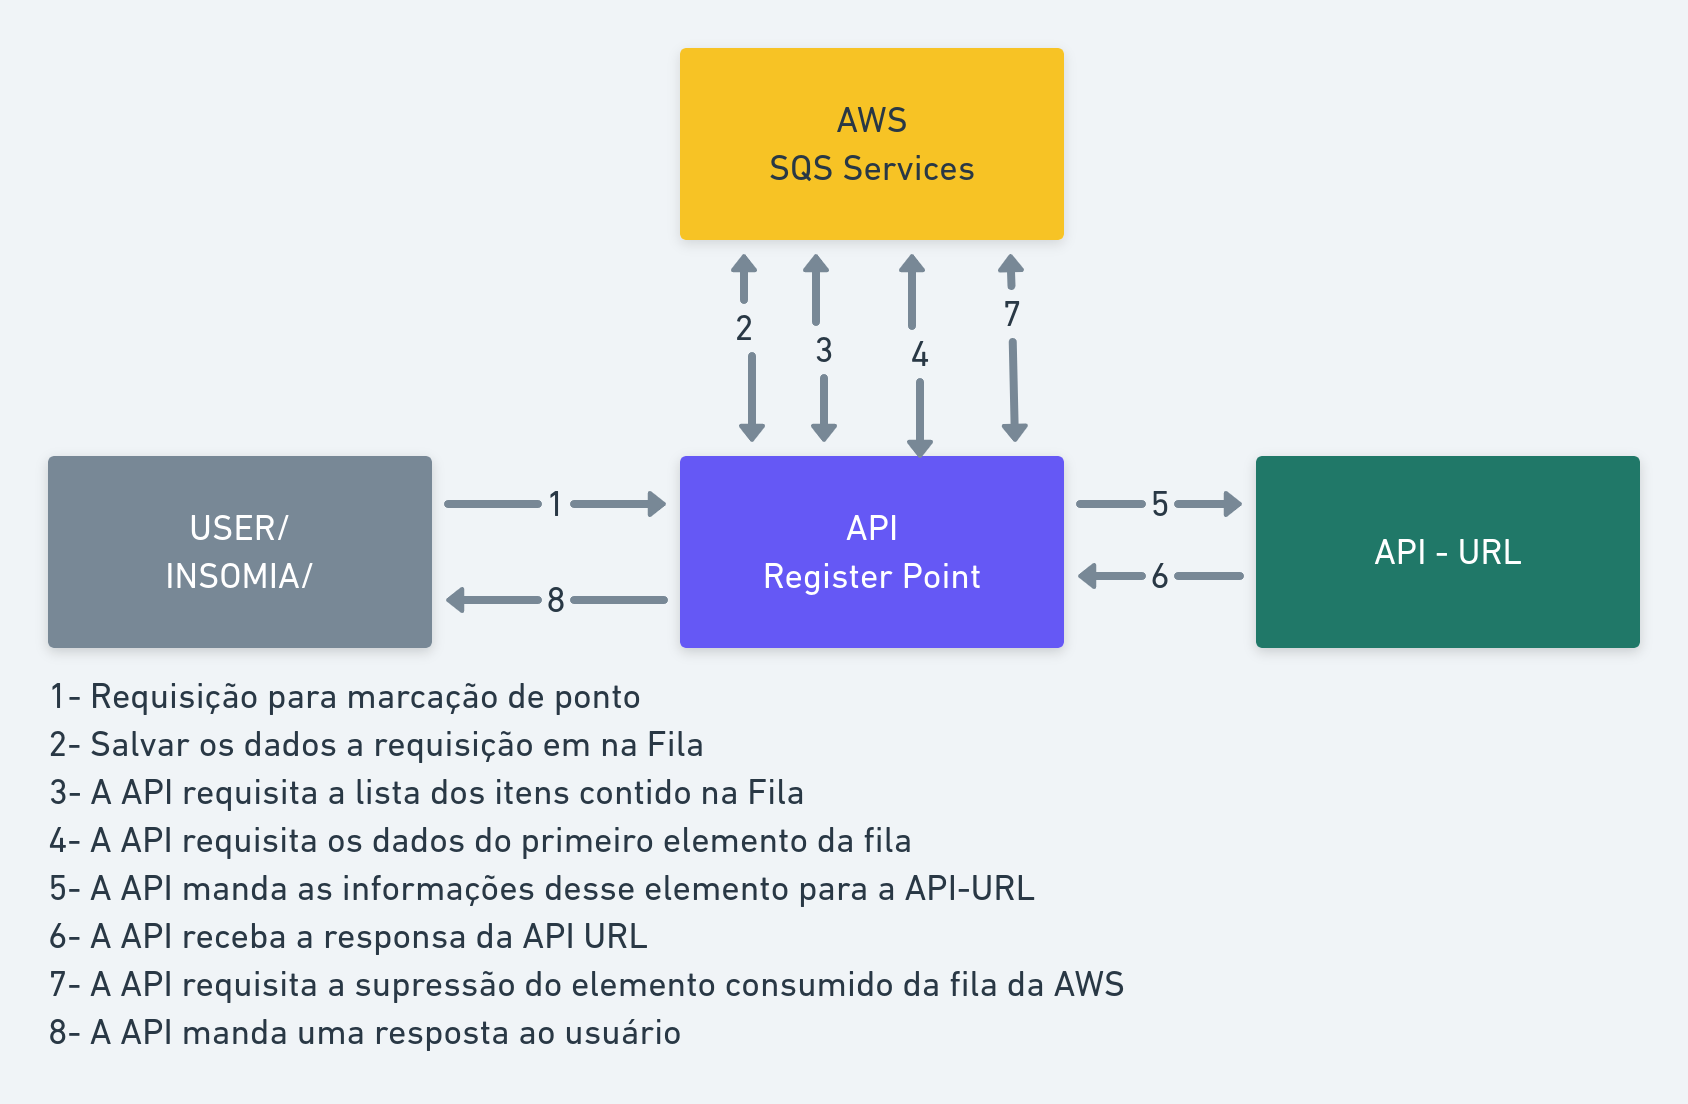 AWS
SQS Services
2
3
4
7
USER/
INSOMIA/
1
8
API
Register Point
5
6
API - URL
1- Requisição para marcação de ponto
2- Salvar os dados a requisição em na Fila
3- A API requisita a lista dos itens contido na Fila
4- A API requisita os dados do primeiro elemento da fila
5- A API manda as informações desse elemento para a API-URL
6- A API receba a responsa da API URL
7- A API requisita a supressão do elemento consumido da fila da AWS
8- A API manda uma resposta ao usuário